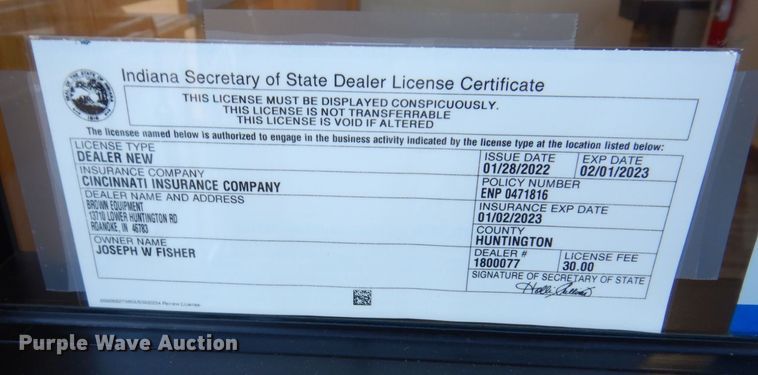 Indiana Secretary of State Dealer License Certificate
THIS LICENSE MUST BE DISPLAYED CONSPICUOUSLY.
THIS LICENSE IS NOT TRANSFERRABLE
THIS LICENSE IS VOID IF ALTERED
The licensee named below is authorized to engage in the business activity indicated by the license type at the location listed below:
LICENSE TYPE
DEALER NEW
ISSUE DATE
01/28/2022
EXP DATE
02/01/2023
INSURANCE COMPANY
CINCINNATI INSURANCE COMPANY
POLICY NUMBER
ENP 0471816
DEALER NAME AND ADDRESS
BROWN EQUIPMENT
13710 LOWER HUNTINGTON RD
ROANOKE, IN 46783
INSURANCE EXP DATE
01/02/2023
COUNTY
HUNTINGTON
OWNER NAME
JOSEPH W FISHER
DEALER #
1800077
LICENSE FEE
30.00
SIGNATURE OF SECRETARY OF STATE
Purple Wave Auction